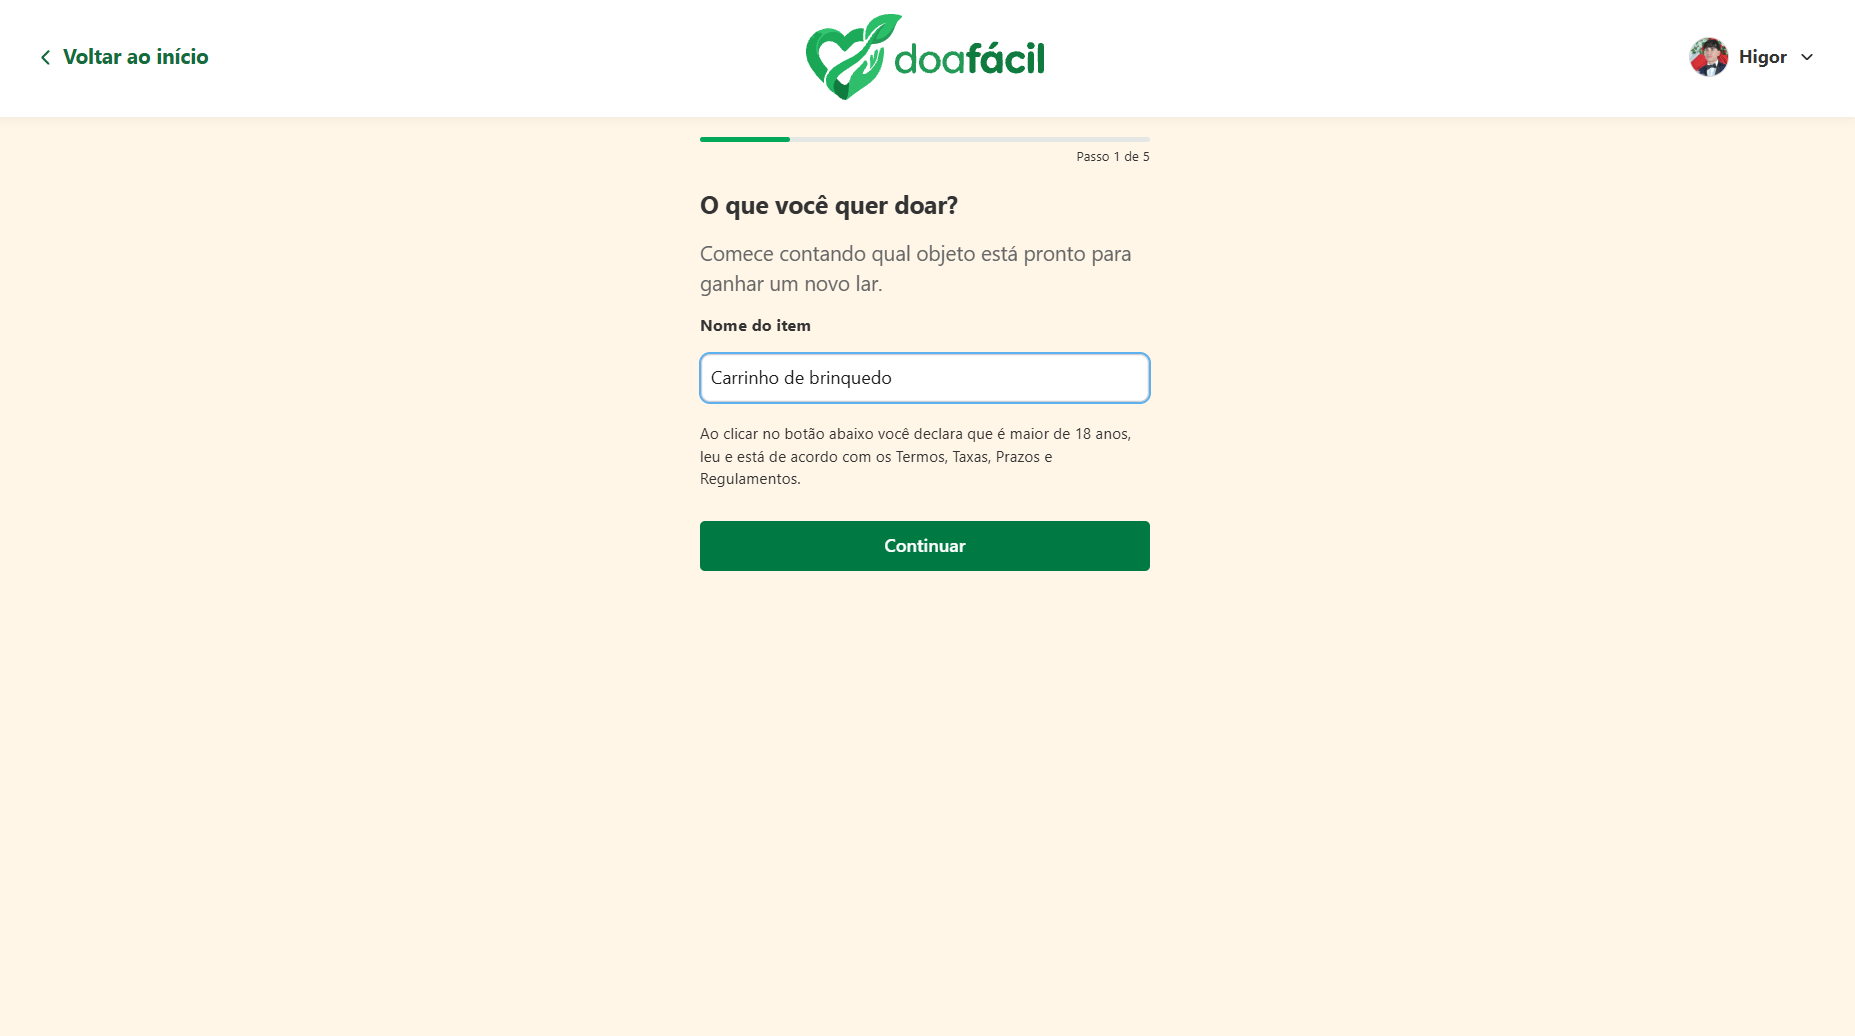 Voltar ao início
doafácil
Higor
Passo 1 de 5
O que você quer doar?
Comece contando qual objeto está pronto para
ganhar um novo lar.
Nome do item
Carrinho de brinquedo
Ao clicar no botão abaixo você declara que é maior de 18 anos,
leu e está de acordo com os Termos, Taxas, Prazos e
Regulamentos.
Continuar